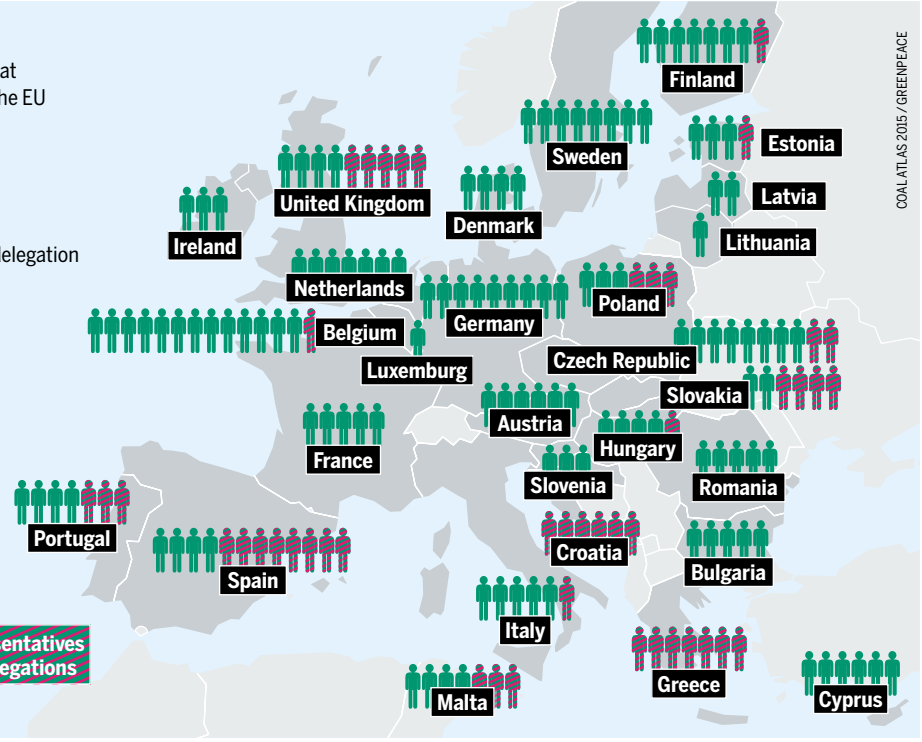 at
he EU
elegation
COAL ATLAS 2015 / GREENPEACE
Finland
Sweden
Estonia
United Kingdom
Denmark
Latvia
Ireland
Lithuania
Netherlands
Poland
Germany
Belgium
Czech Republic
Luxemburg
Slovakia
Austria
Hungary
France
Slovenia
Romania
Portugal
Croatia
Spain
Bulgaria
Italy
sentatives
egations
Greece
Malta
Cyprus